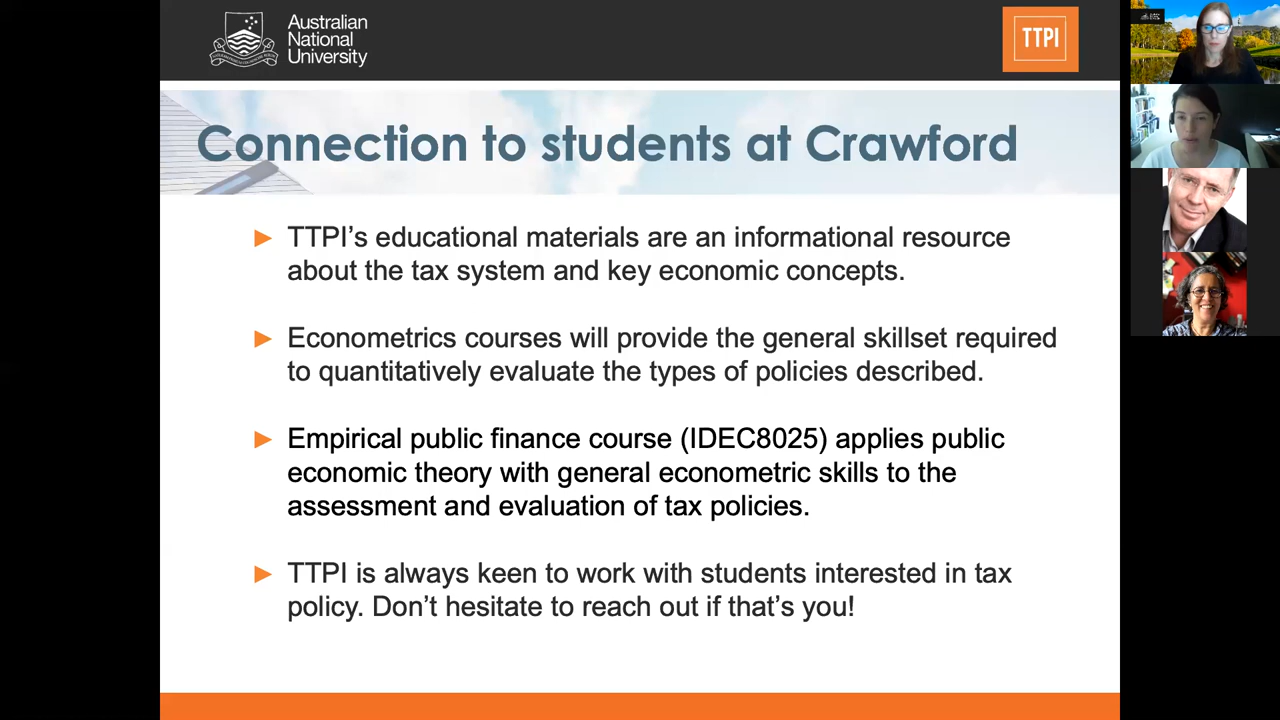 Australian
National
University
TTPI
Connection to students at Crawford
► TTPI’s educational materials are an informational resource
about the tax system and key economic concepts.
► Econometrics courses will provide the general skillset required
to quantitatively evaluate the types of policies described.
► Empirical public finance course (IDEC8025) applies public
economic theory with general econometric skills to the
assessment and evaluation of tax policies.
► TTPI is always keen to work with students interested in tax
policy. Don’t hesitate to reach out if that’s you!